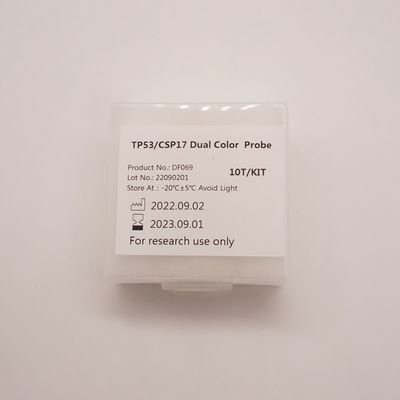 TP53/CSP17 Dual Color Probe
Product No.: DF069
10T/KIT
Lot No.: 22090201
Store At : -20℃±5℃ Avoid Light
2022.09.02
2023.09.01
For research use only